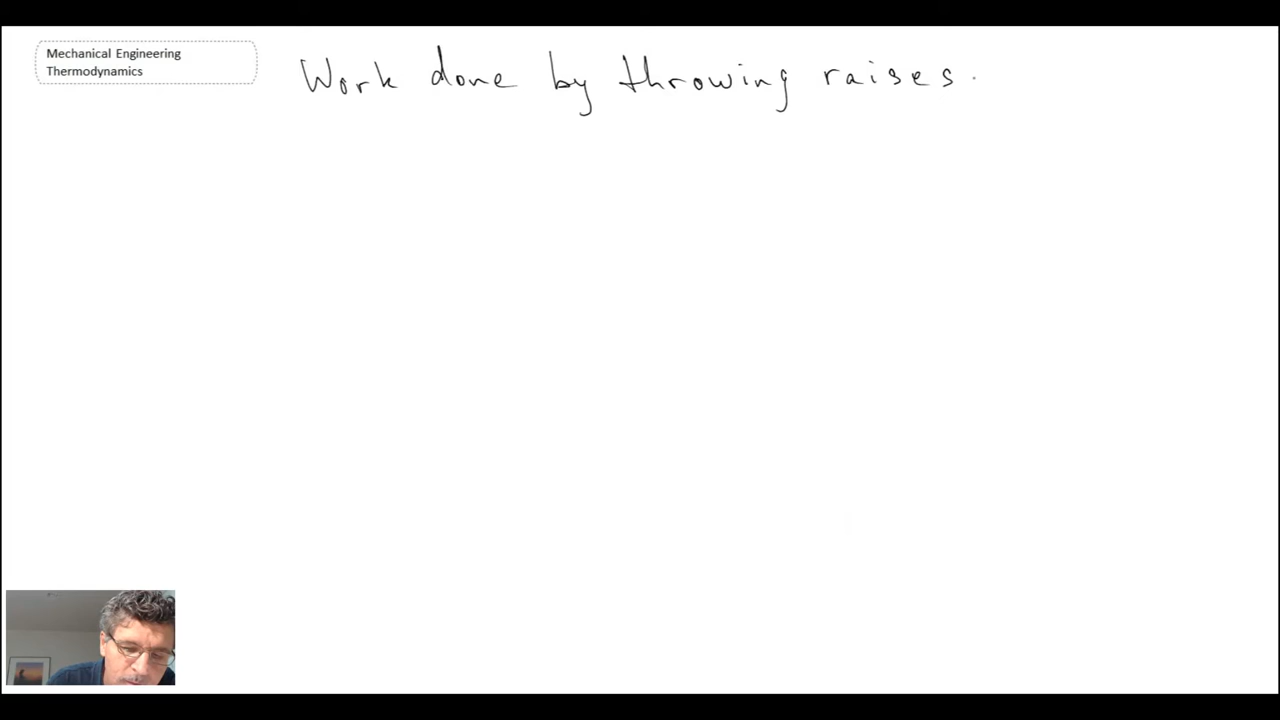 Mechanical Engineering
Thermodynamics
Work done by throwing raises.